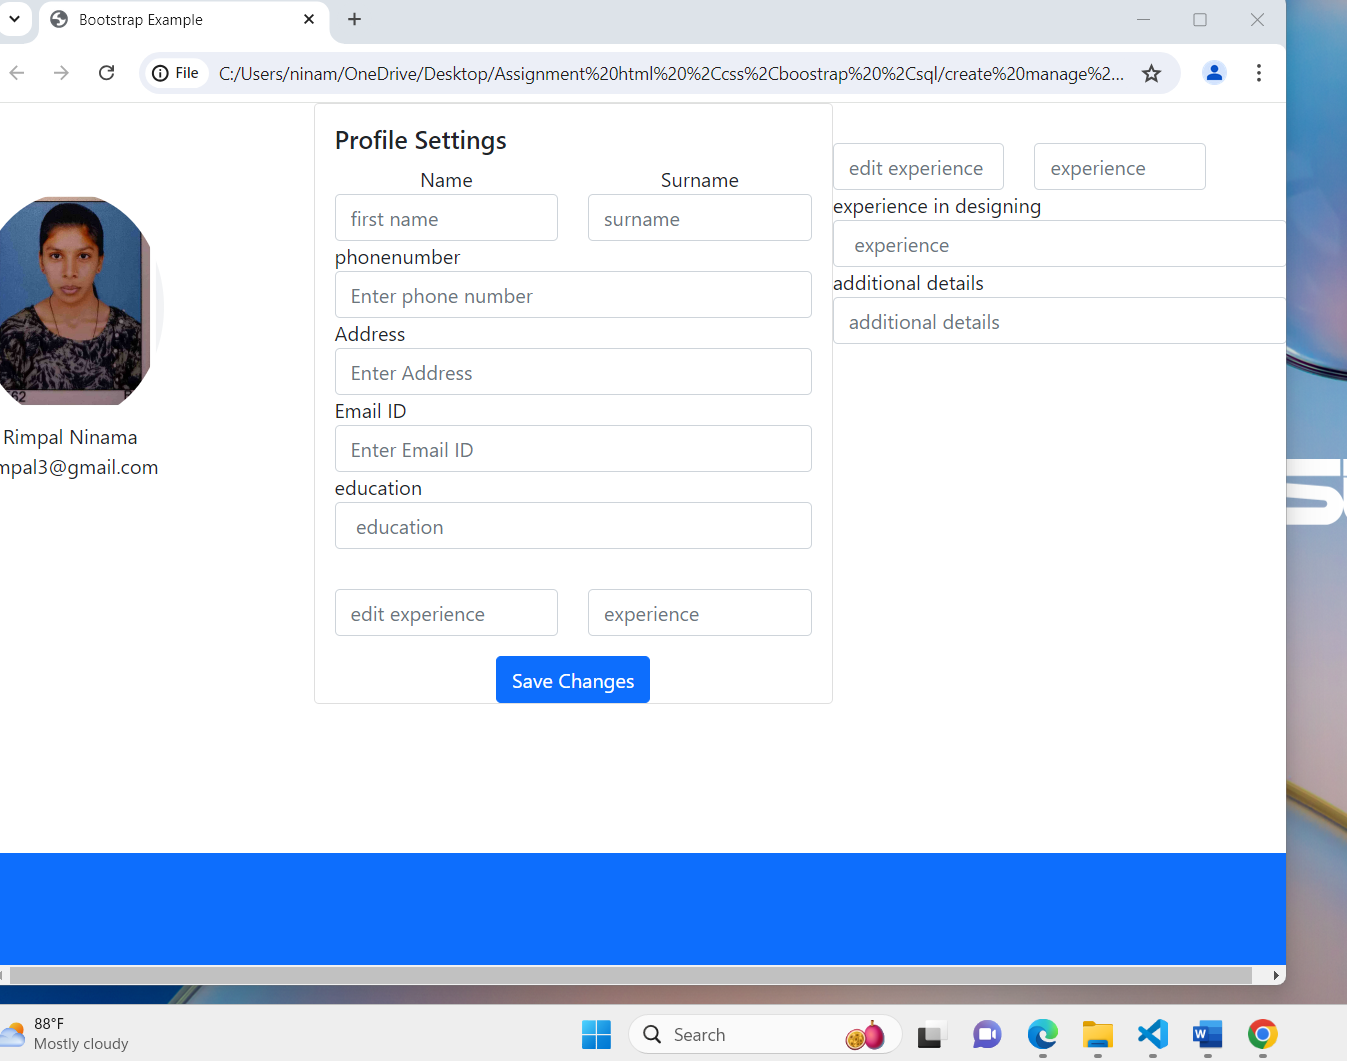 Bootstrap Example
File
C:/Users/ninam/OneDrive/Desktop/Assignment%20html%20%2Ccss%2Cboostrap%20%2Csql/create%20manage%2...
Profile Settings
Name
Surname
first name
surname
phonenumber
Enter phone number
Address
Enter Address
Email ID
Enter Email ID
education
education
edit experience
experience
Save Changes
edit experience
experience
experience in designing
experience
additional details
additional details
Rimpal Ninama
mpal3@gmail.com
88°F
Mostly cloudy
Search